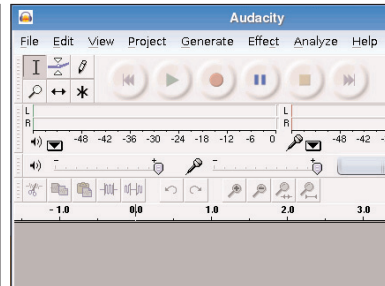 Audacity
File Edit View Project Generate Effect Analyze Help
L
R
-48 -42 -36 -30 -24 -18 -12 -6 0
L
R
-48 -42
- +
- +
-1.0 0.0 1.0 2.0 3.0